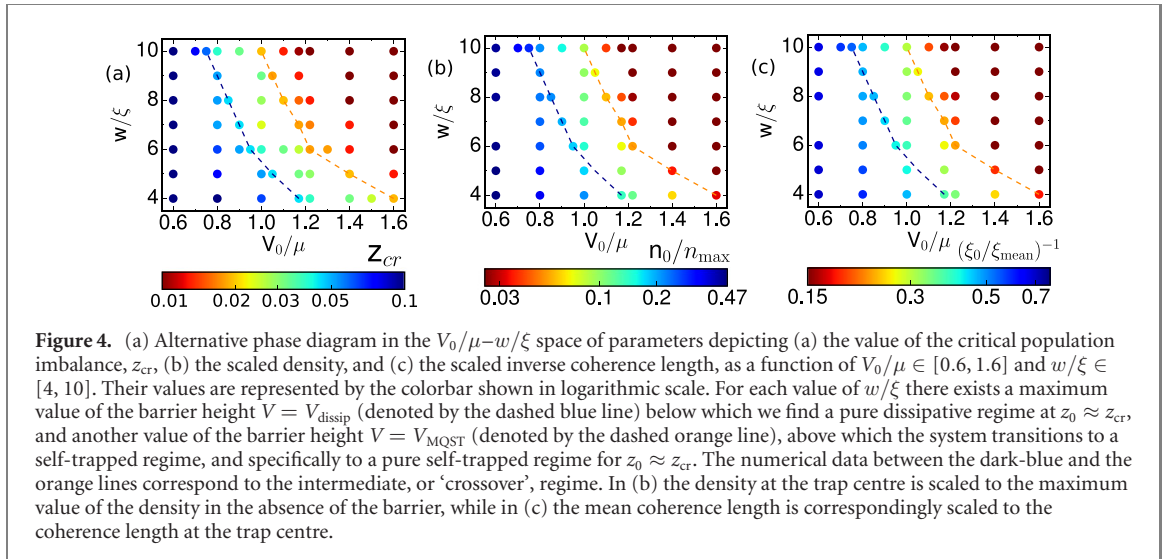 (a)
w/ξ
10
8
6
4
0.6 0.8 1.0 1.2 1.4 1.6
V₀/μ
z_cr
0.01 0.02 0.03 0.05 0.1
(b)
w/ξ
10
8
6
4
0.6 0.8 1.0 1.2 1.4 1.6
V₀/μ
n₀/n_max
0.03 0.1 0.2 0.47
(c)
w/ξ
10
8
6
4
0.6 0.8 1.0 1.2 1.4 1.6
V₀/μ
(ξ₀/ξ_mean)⁻¹
0.15 0.3 0.5 0.7
Figure 4. (a) Alternative phase diagram in the V₀/μ–w/ξ space of parameters depicting (a) the value of the critical population
imbalance, z_cr, (b) the scaled density, and (c) the scaled inverse coherence length, as a function of V₀/μ ∈ [0.6, 1.6] and w/ξ ∈
[4, 10]. Their values are represented by the colorbar shown in logarithmic scale. For each value of w/ξ there exists a maximum
value of the barrier height V = V_dissip (denoted by the dashed blue line) below which we find a pure dissipative regime at z₀ ≈ z_cr,
and another value of the barrier height V = V_MQST (denoted by the dashed orange line), above which the system transitions to a
self-trapped regime, and specifically to a pure self-trapped regime for z₀ ≈ z_cr. The numerical data between the dark-blue and the
orange lines correspond to the intermediate, or ‘crossover’, regime. In (b) the density at the trap centre is scaled to the maximum
value of the density in the absence of the barrier, while in (c) the mean coherence length is correspondingly scaled to the
coherence length at the trap centre.